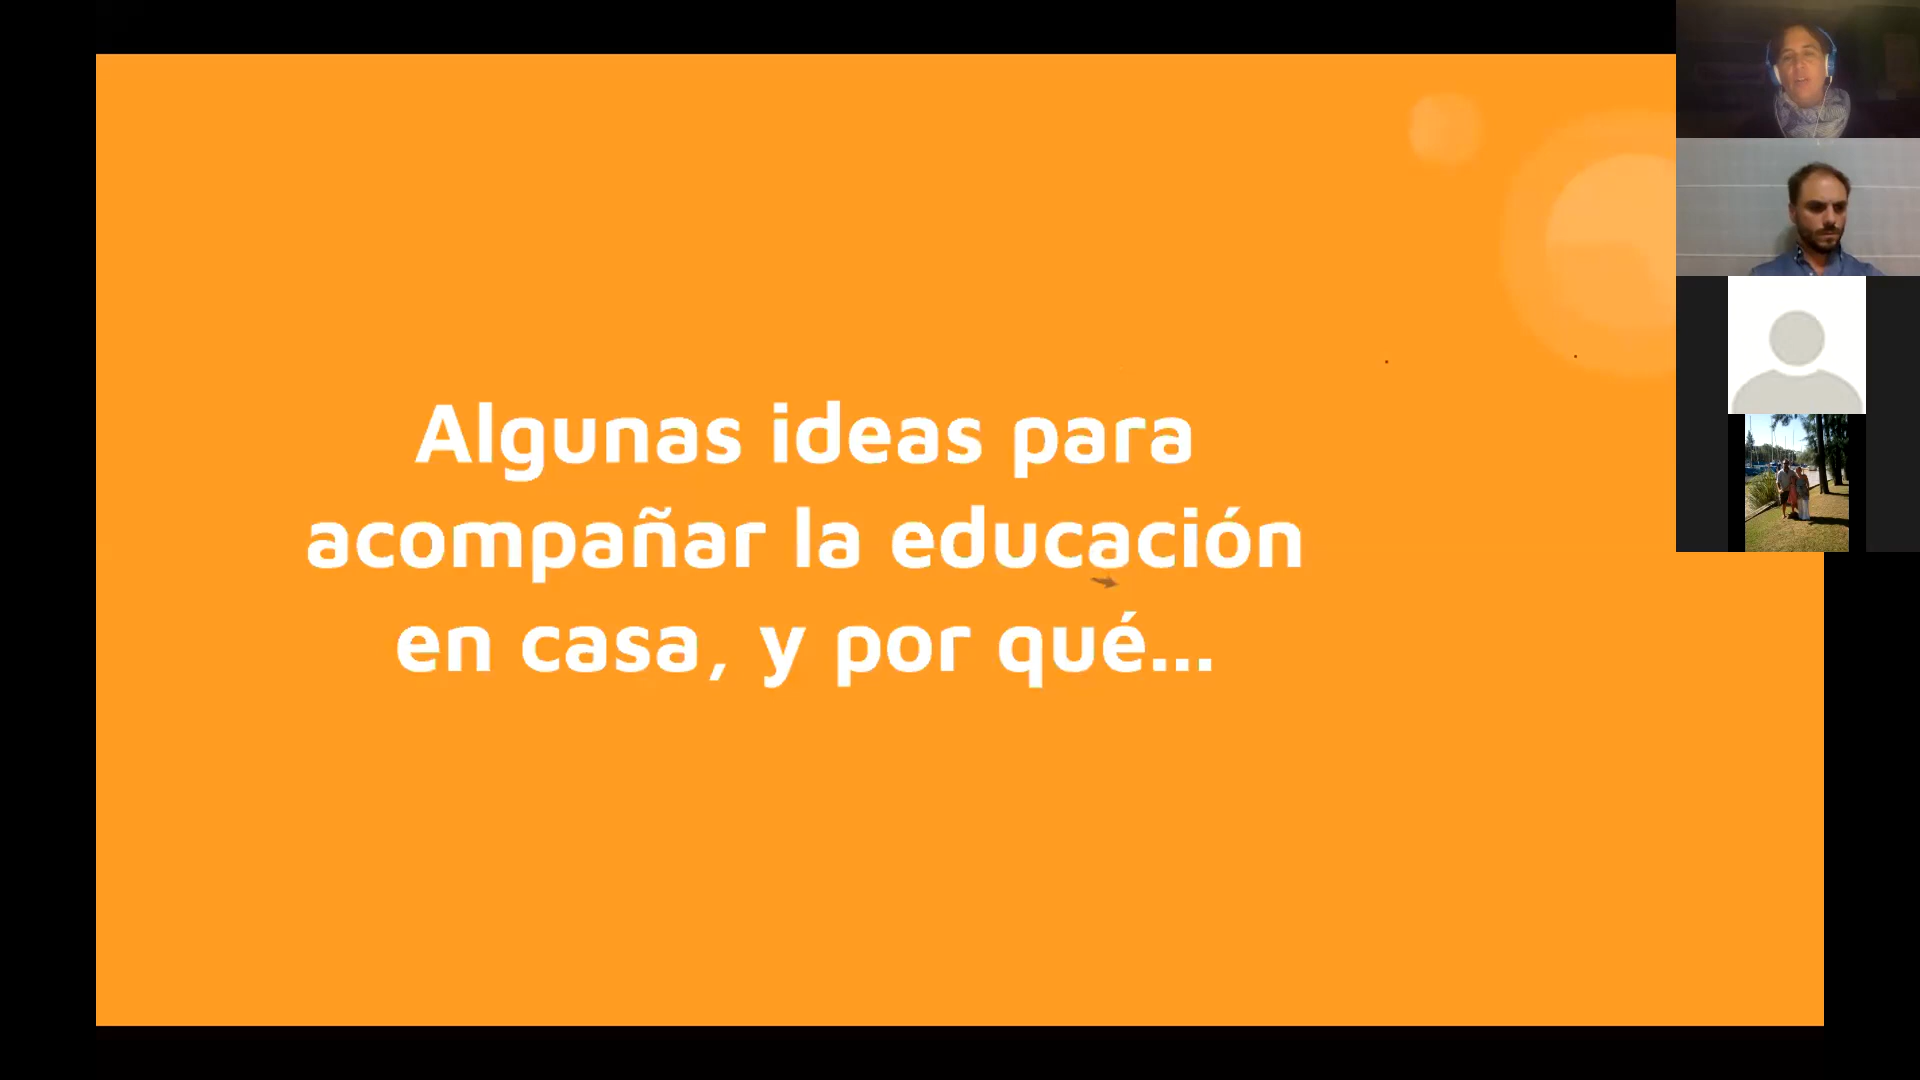 Algunas ideas para
acompañar la educación
en casa, y por qué...